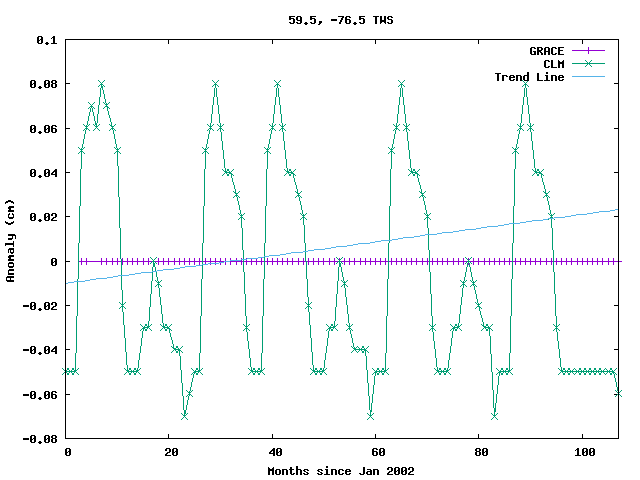 59.5, -76.5 TWS
0.1
0.08
0.06
0.04
0.02
0
-0.02
-0.04
-0.06
-0.08
GRACE
CLM
Trend Line
Anomaly (cm)
0 20 40 60 80 100
Months since Jan 2002